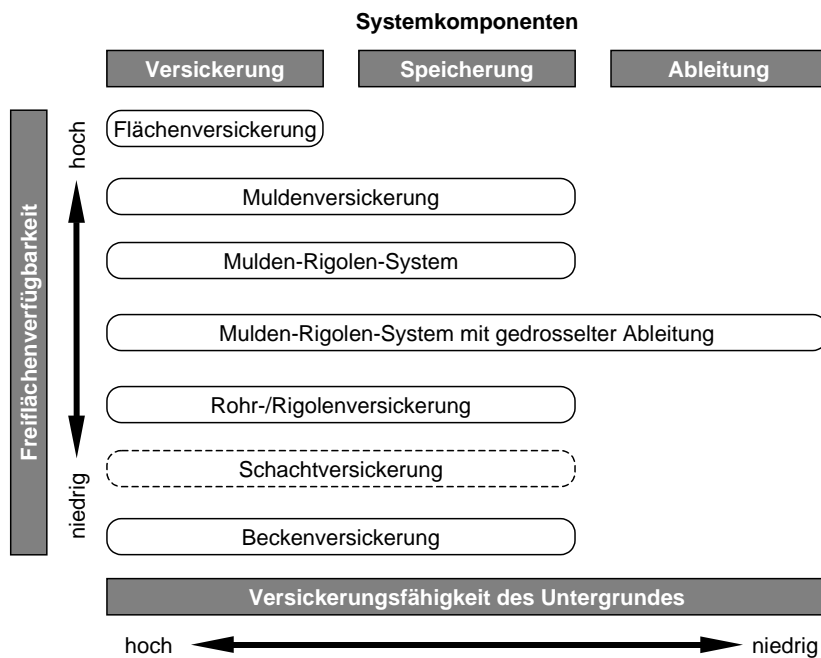 Systemkomponenten
Versickerung
Speicherung
Ableitung
Freiflächenverfügbarkeit
hoch
niedrig
Flächenversickerung
Muldenversickerung
Mulden-Rigolen-System
Mulden-Rigolen-System mit gedrosselter Ableitung
Rohr-/Rigolenversickerung
Schachtversickerung
Beckenversickerung
Versickerungsfähigkeit des Untergrundes
hoch
niedrig